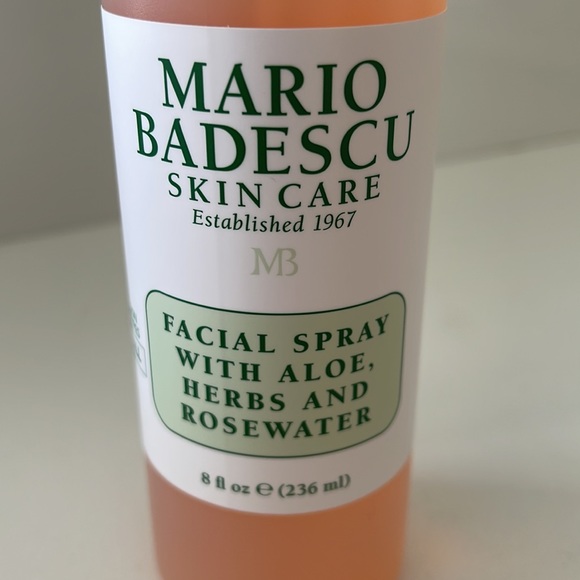 MARIO
BADESCU
SKIN CARE
Established 1967
MB
FACIAL SPRAY
WITH ALOE,
HERBS AND
ROSEWATER
8 fl oz ℮ (236 ml)